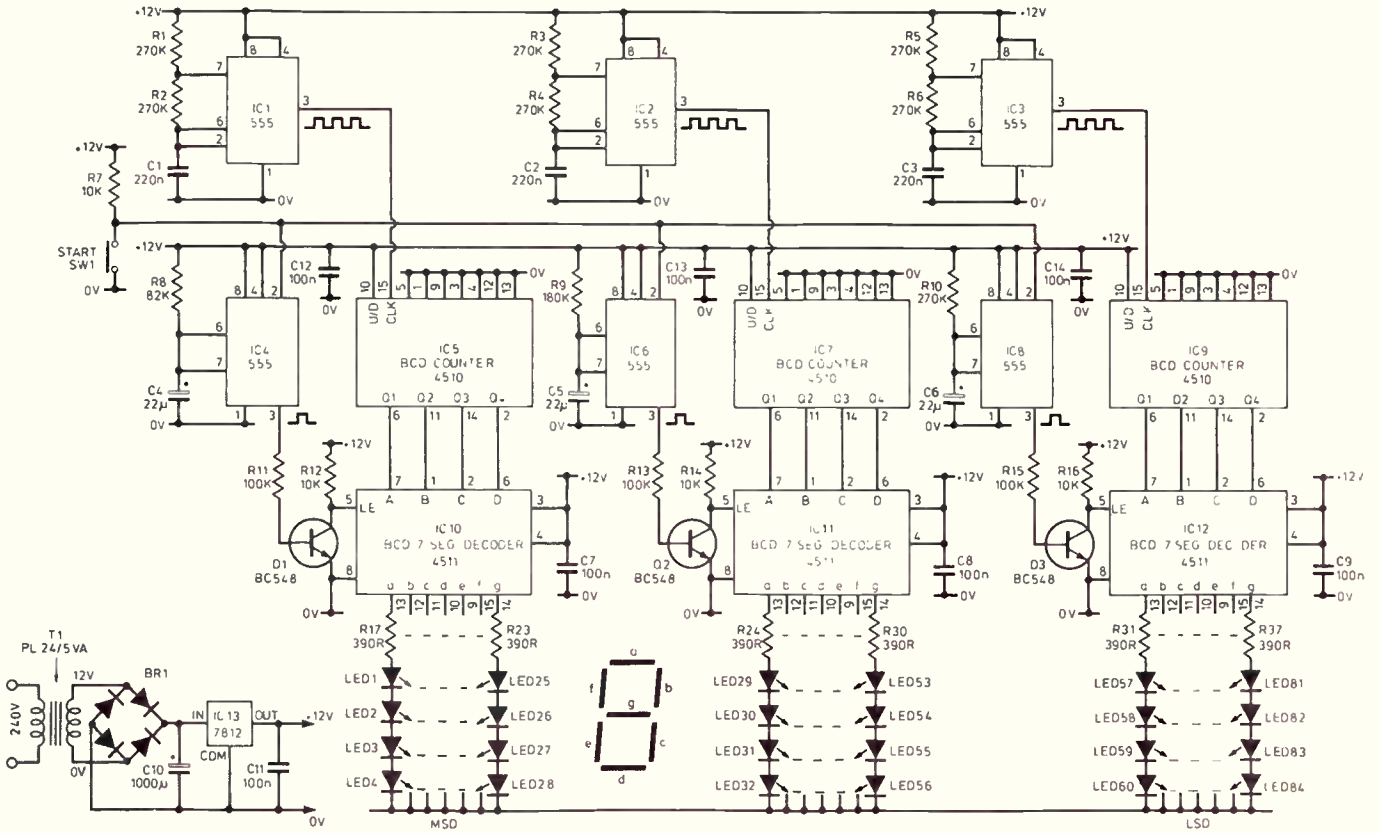 +12V
+12V
R1
270K
R2
270K
8
4
7
6
2
3
1
IC1
555
C1
220n
0V
R3
270K
R4
270K
8
4
7
6
2
3
1
IC2
555
C2
220n
0V
R5
270K
R6
270K
8
4
7
6
2
3
1
IC3
555
C3
220n
0V
+12V
R7
10K
START
SW1
0V
+12V
+12V
R8
82K
8
4
2
6
7
1
3
IC4
555
C4
22µ
0V
C12
100n
0V
10
15
5
1
9
3
4
12
13
0V
U/D
CLK
IC5
BCD COUNTER
4510
Q1
Q2
Q3
6
11
14
2
R9
180K
8
4
2
6
7
1
3
IC6
555
C5
22µ
0V
C13
100n
0V
10
15
5
1
9
3
4
12
13
0V
U/D
CLK
IC7
BCD COUNTER
4510
Q1
Q2
Q3
Q4
6
11
14
2
R10
270K
8
4
2
6
7
1
3
IC8
555
C6
22µ
0V
C14
100n
0V
10
15
5
1
9
3
4
12
13
0V
U/D
CLK
IC9
BCD COUNTER
4510
Q1
Q2
Q3
Q4
6
11
14
2
R11
100K
R12
10K
+12V
D1
BC548
0V
5
8
LE
7
1
2
6
A
B
C
D
3
4
+12V
IC10
BCD 7 SEG DECODER
4511
a b c d e f g
13 12 11 10 9 15 14
C7
100n
0V
R13
100K
R14
10K
+12V
Q2
BC548
0V
5
8
LE
7
1
2
6
A
B
C
D
3
4
+12V
IC11
BCD 7 SEG DECODER
4511
a b c d e f g
13 12 11 10 9 15 14
C8
100n
0V
R15
100K
R16
10K
+12V
D3
BC548
0V
5
8
LE
7
1
2
6
A
B
C
D
3
4
+12V
IC12
BCD 7 SEG DEC DER
4511
a b c d e f g
13 12 11 10 9 15 14
C9
100n
0V
R17
390R
R23
390R
R24
390R
R30
390R
R31
390R
R37
390R
LED1
LED25
LED2
LED26
LED3
LED27
LED4
LED28
MSD
a
f
b
g
e
c
d
LED29
LED53
LED30
LED54
LED31
LED55
LED32
LED56
LED57
LED81
LED58
LED82
LED59
LED83
LED60
LED84
LSD
T1
PL 24/5VA
240V
12V
0V
BR1
IN
IC13
7812
OUT
COM
C10
1000µ
C11
100n
+12V
0V